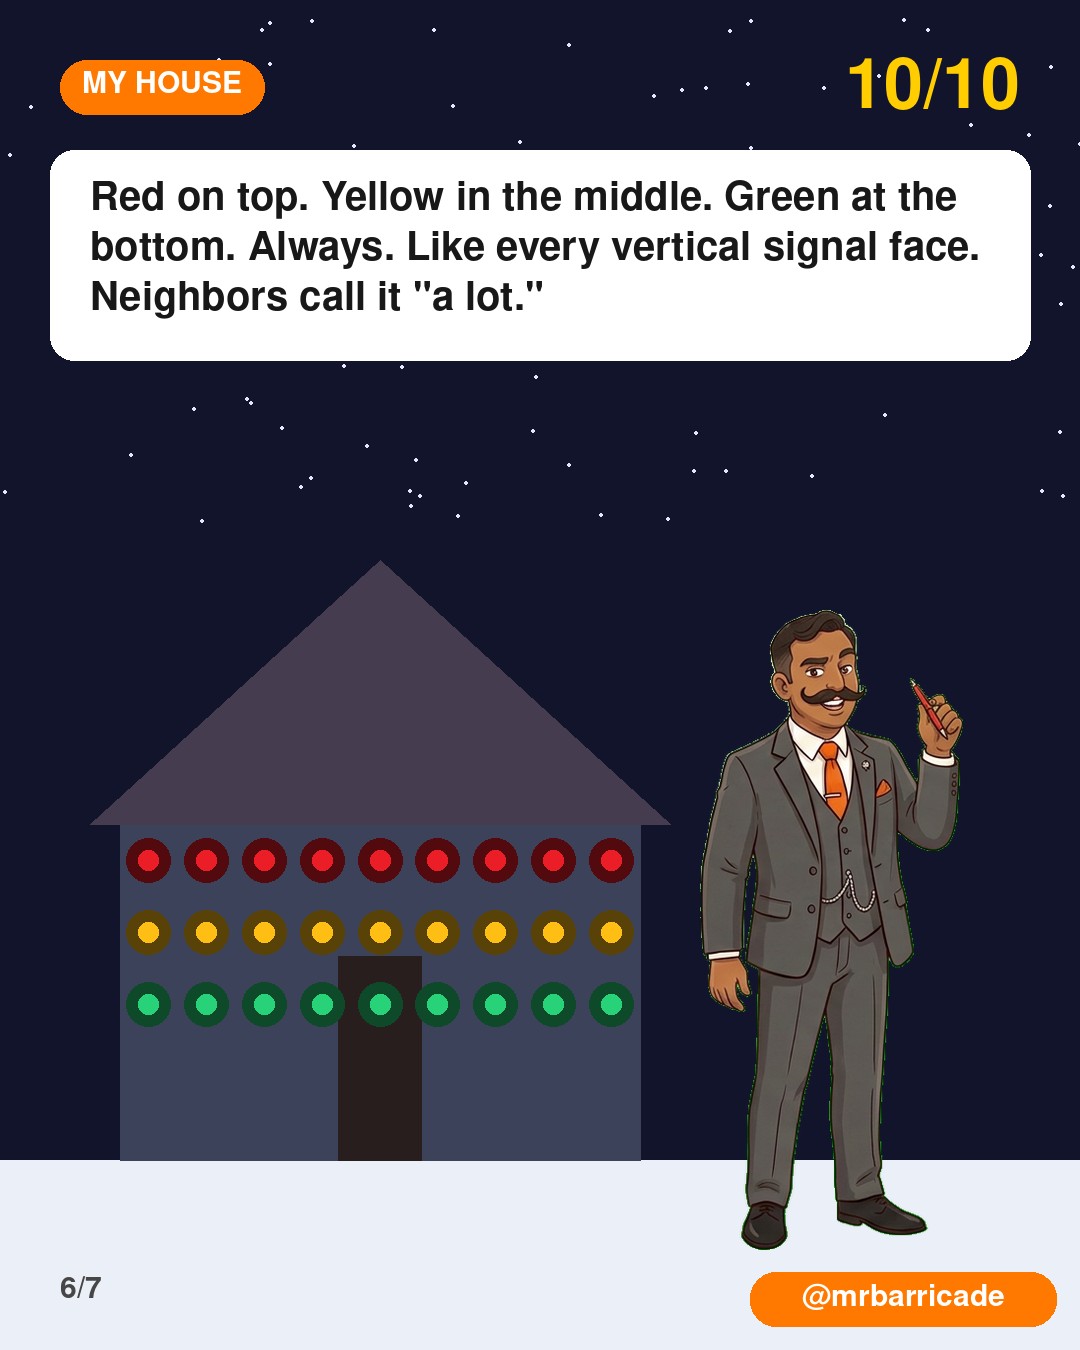 MY HOUSE
10/10
Red on top. Yellow in the middle. Green at the
bottom. Always. Like every vertical signal face.
Neighbors call it "a lot."
6/7
@mrbarricade